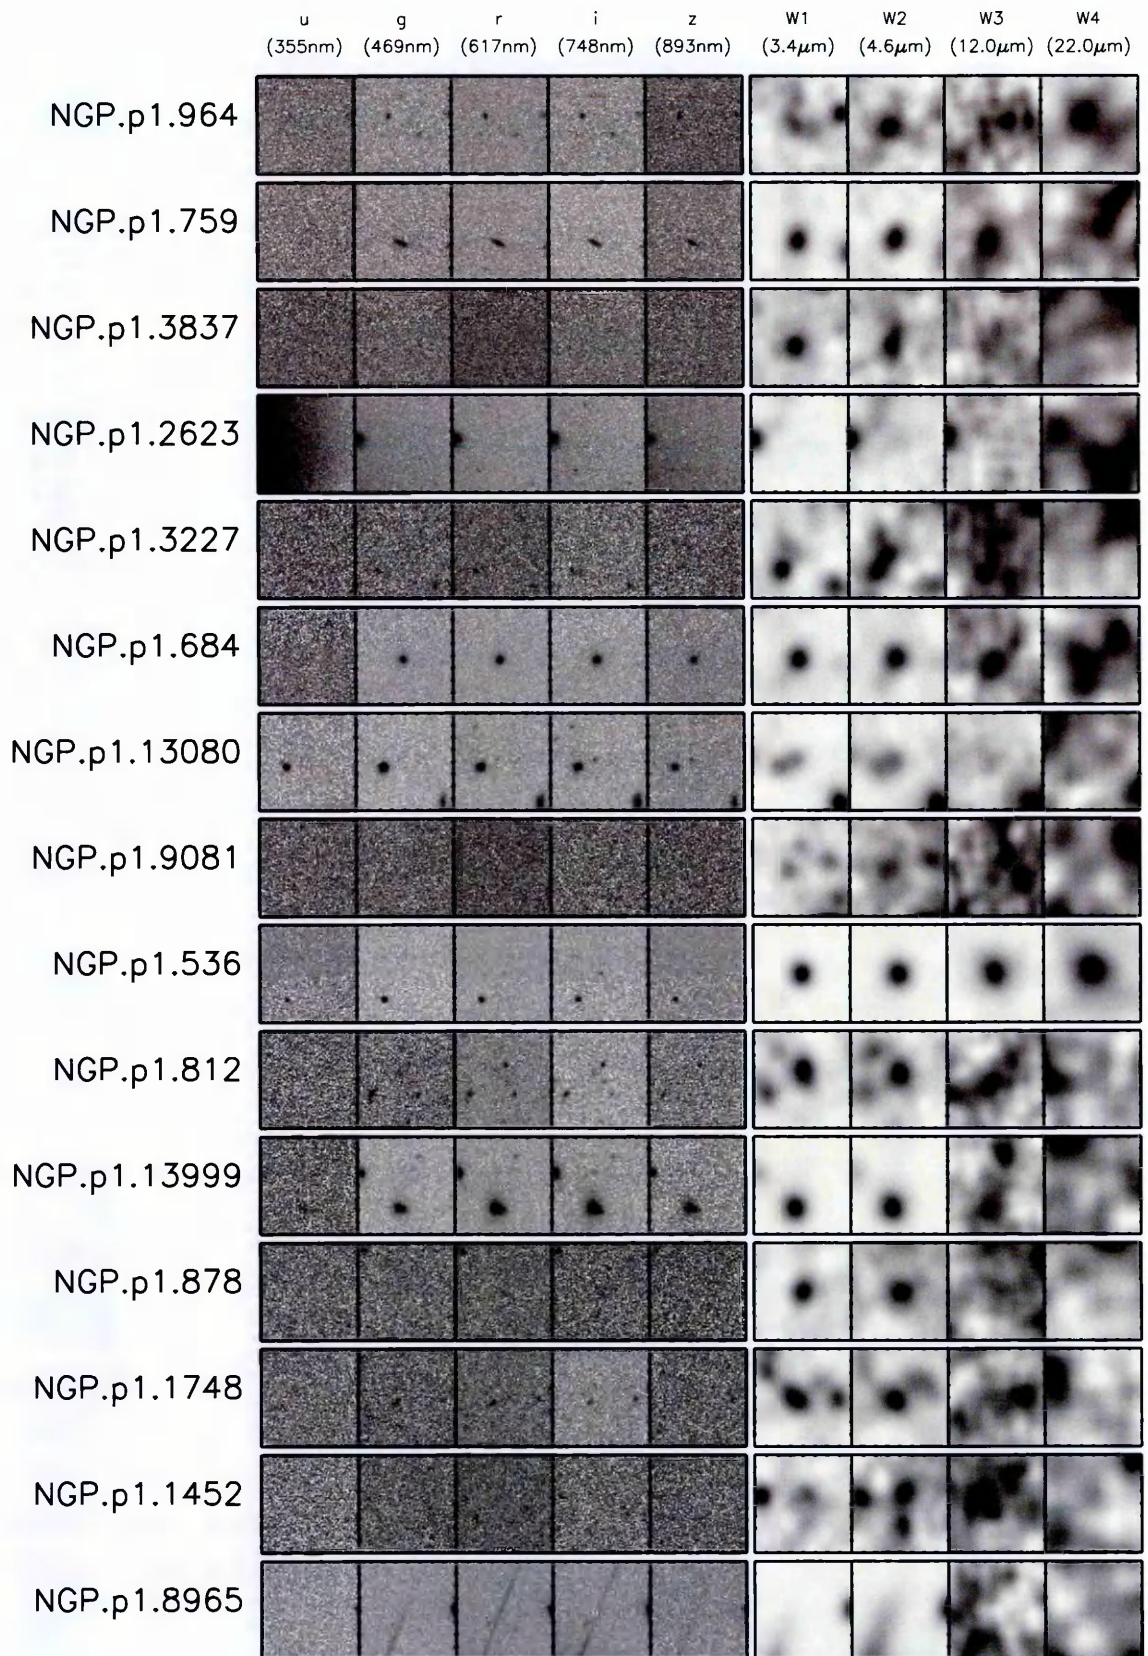 u g r i z W1 W2 W3 W4
(355nm) (469nm) (617nm) (748nm) (893nm) (3.4μm) (4.6μm) (12.0μm) (22.0μm)
NGP.p1.964
NGP.p1.759
NGP.p1.3837
NGP.p1.2623
NGP.p1.3227
NGP.p1.684
NGP.p1.13080
NGP.p1.9081
NGP.p1.536
NGP.p1.812
NGP.p1.13999
NGP.p1.878
NGP.p1.1748
NGP.p1.1452
NGP.p1.8965